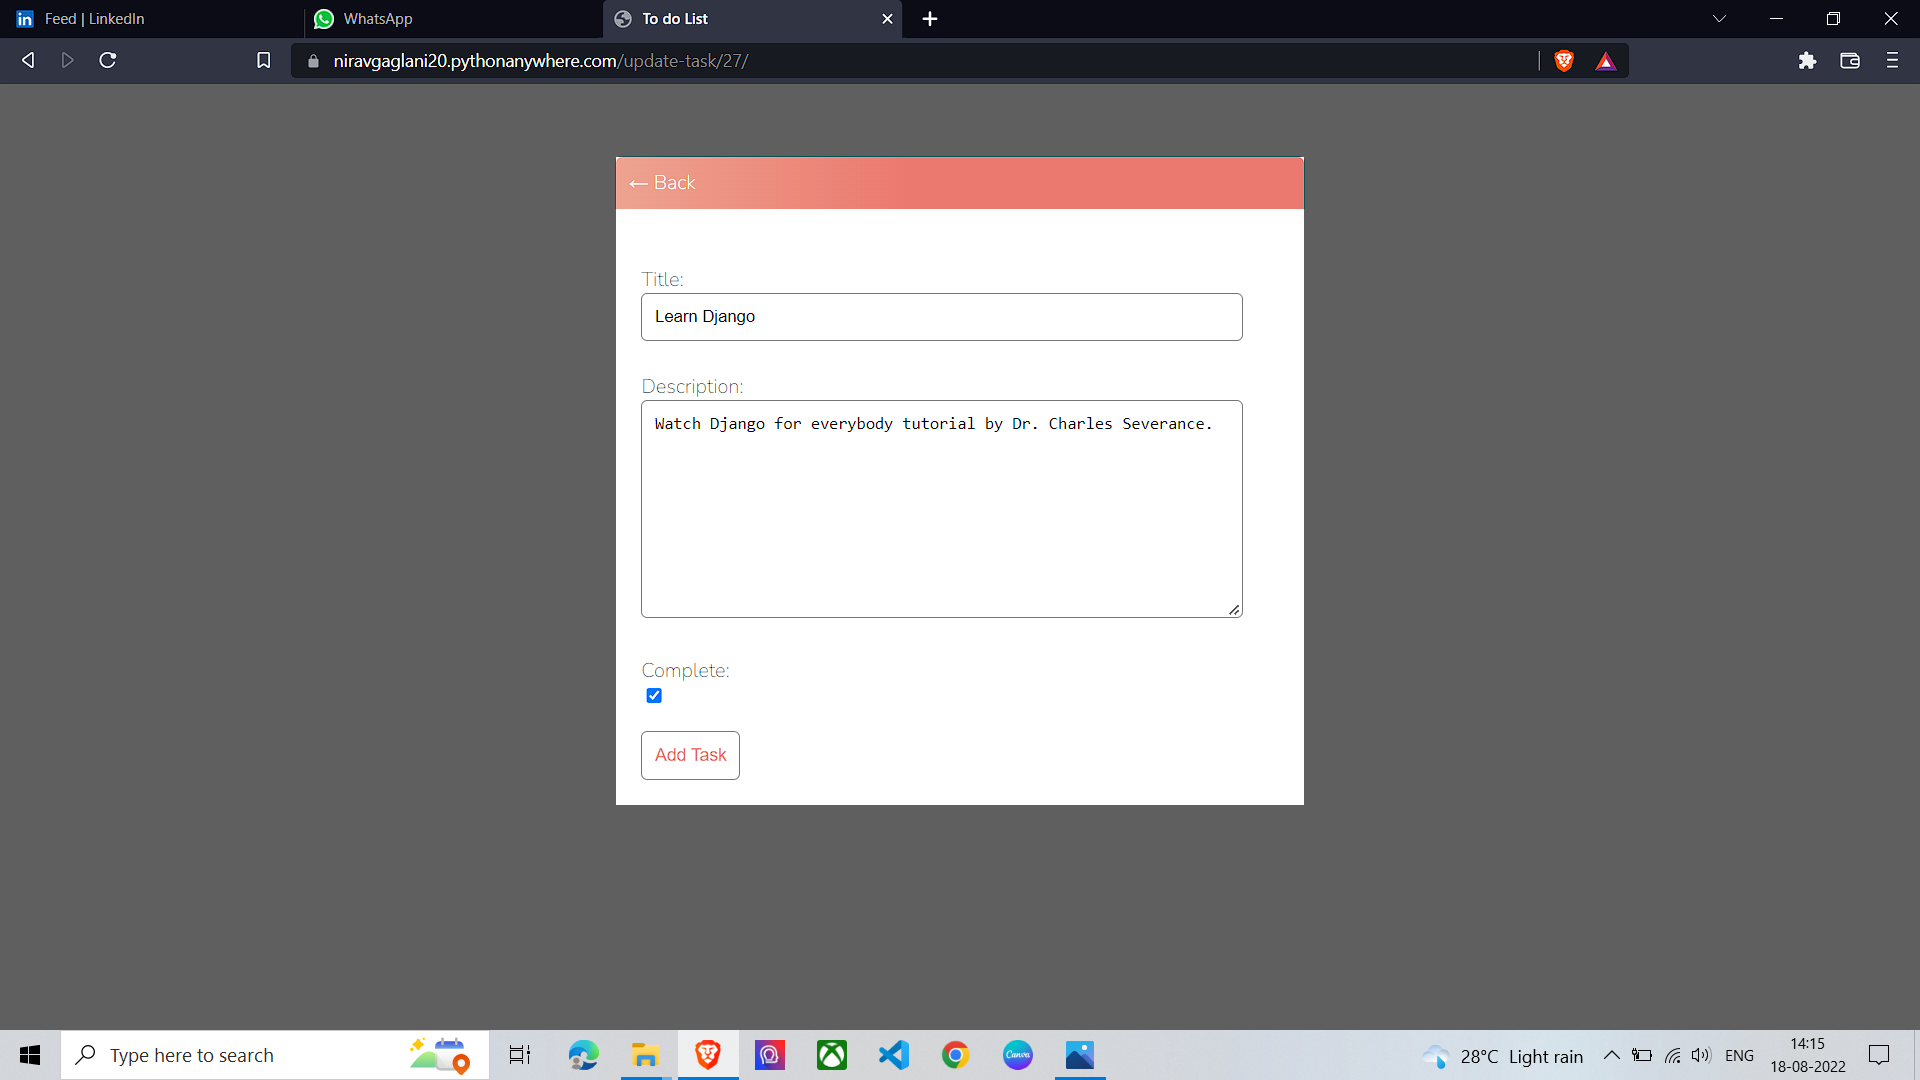 Feed | LinkedIn
WhatsApp
To do List
niravgaglani20.pythonanywhere.com/update-task/27/
← Back
Title:
Learn Django
Description:
Watch Django for everybody tutorial by Dr. Charles Severance.
Complete:
Add Task
Type here to search
Canva
28°C Light rain
ENG
14:15
18-08-2022